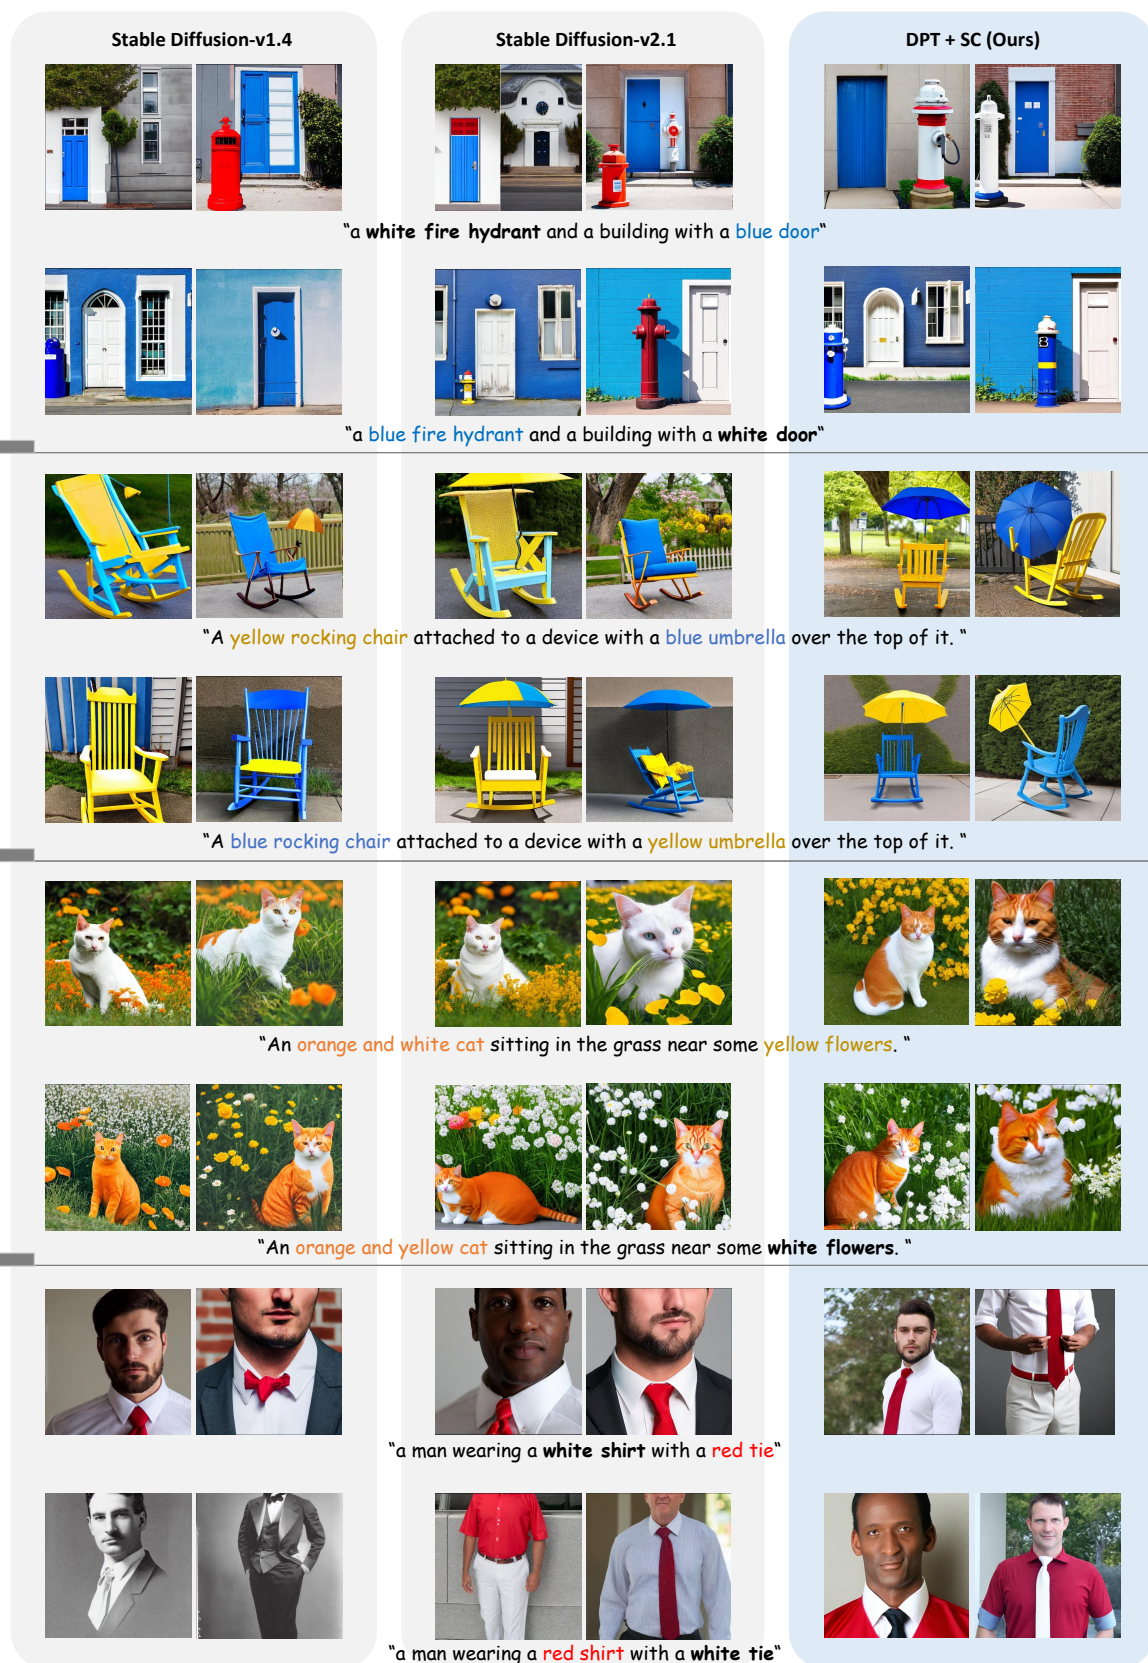 Stable Diffusion-v1.4
Stable Diffusion-v2.1
DPT + SC (Ours)
“a white fire hydrant and a building with a blue door“
“a blue fire hydrant and a building with a white door“
“A yellow rocking chair attached to a device with a blue umbrella over the top of it. “
“A blue rocking chair attached to a device with a yellow umbrella over the top of it. “
“An orange and white cat sitting in the grass near some yellow flowers. “
“An orange and yellow cat sitting in the grass near some white flowers. “
“a man wearing a white shirt with a red tie“
“a man wearing a red shirt with a white tie“